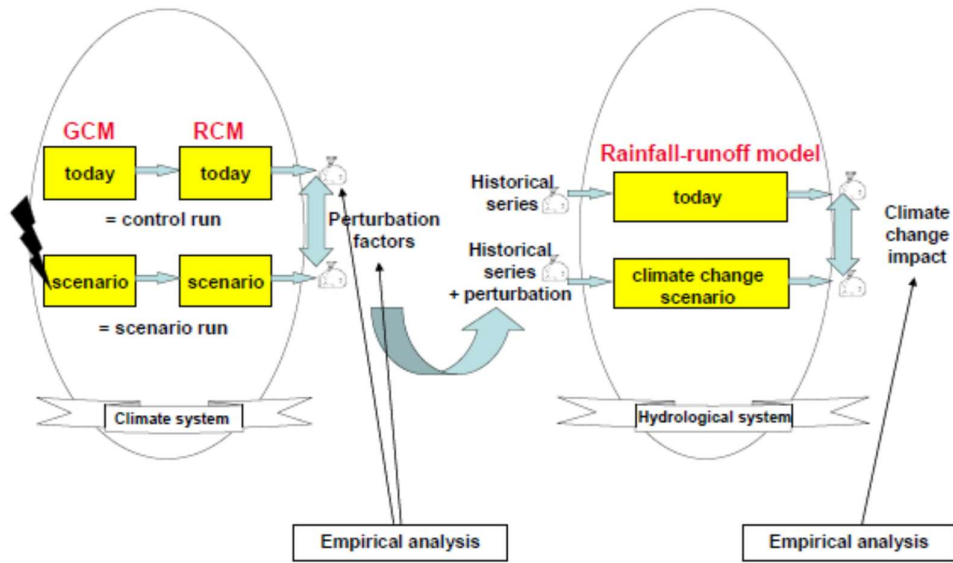 GCM
RCM
today
today
= control run
Perturbation
factors
scenario
scenario
= scenario run
Climate system
Empirical analysis
Rainfall-runoff model
Historical
series
today
Historical
series
+ perturbation
climate change
scenario
Climate
change
impact
Hydrological system
Empirical analysis